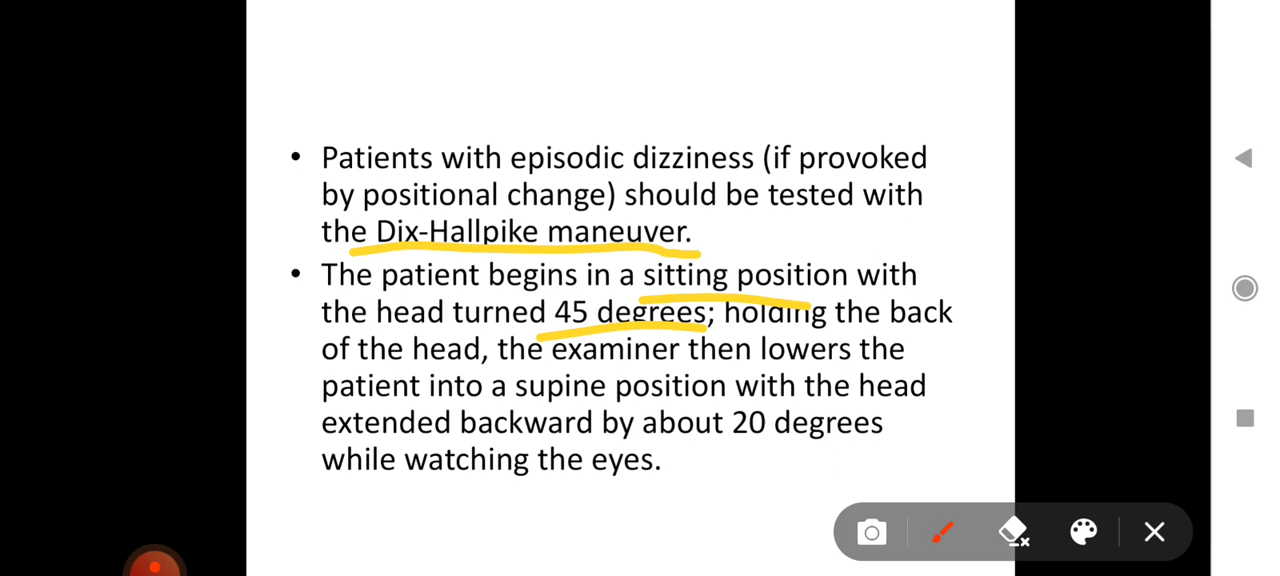 • Patients with episodic dizziness (if provoked
by positional change) should be tested with
the Dix-Hallpike maneuver.
• The patient begins in a sitting position with
the head turned 45 degrees; holding the back
of the head, the examiner then lowers the
patient into a supine position with the head
extended backward by about 20 degrees
while watching the eyes.